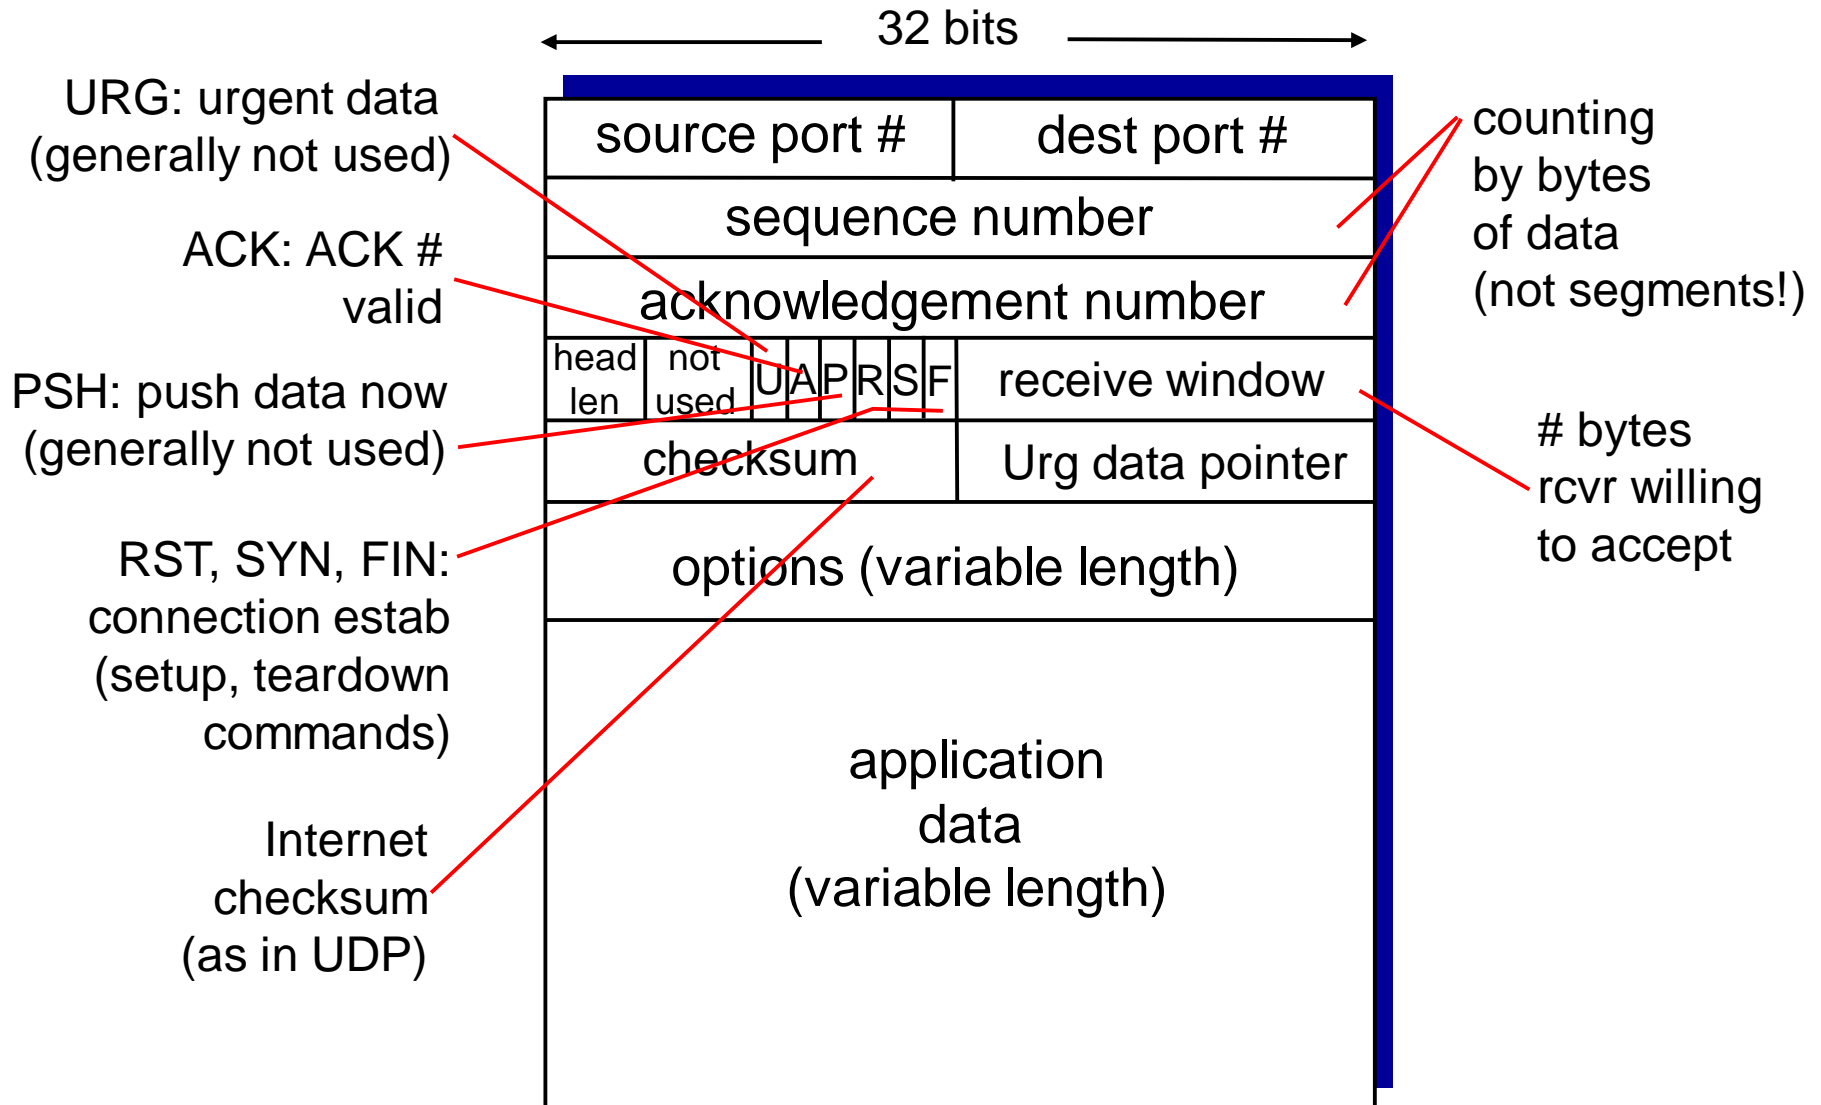 32 bits
URG: urgent data
(generally not used)
ACK: ACK #
valid
PSH: push data now
(generally not used)
RST, SYN, FIN:
connection estab
(setup, teardown
commands)
Internet
checksum
(as in UDP)
source port #
dest port #
sequence number
acknowledgement number
head
len
not
used
U
A
P
R
S
F
receive window
checksum
Urg data pointer
options (variable length)
application
data
(variable length)
counting
by bytes
of data
(not segments!)
# bytes
rcvr willing
to accept